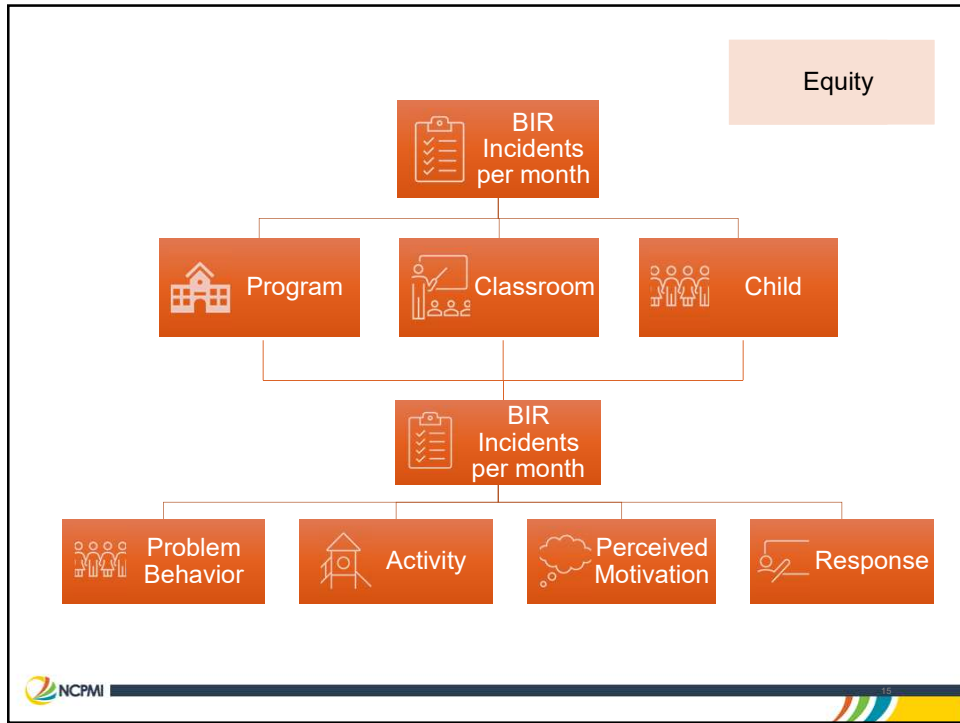 Equity
BIR
Incidents
per month
Program
Classroom
Child
BIR
Incidents
per month
Problem
Behavior
Activity
Perceived
Motivation
Response
NCPMI
15